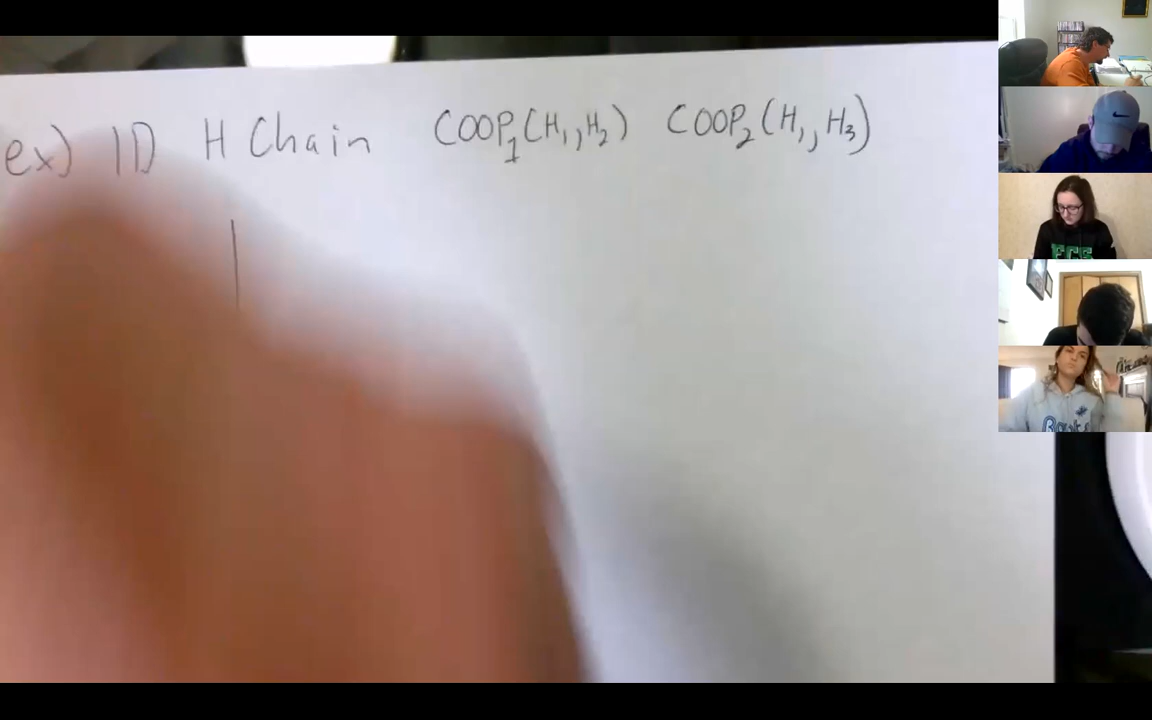 ex) 1D H Chain COOP₁(H₁,H₂) COOP₂(H₁,H₃)